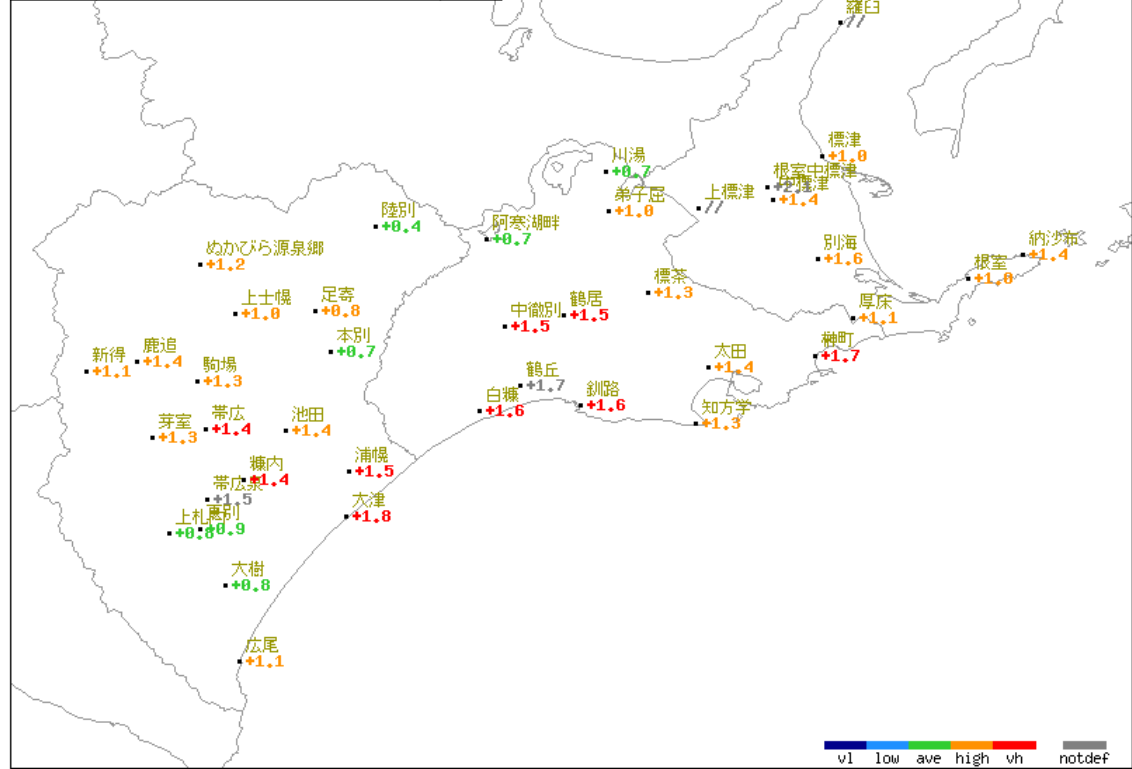 羅臼
//
標津
+1.0
川湯
+0.7
根室中標津
+1.4
上標津
//
弟子屈
+1.0
陸別
+0.4
阿寒湖畔
+0.7
ぬかびら源泉郷
+1.2
別海
+1.6
納沙布
+1.4
根室
標茶
+1.3
上士幌
+1.0
足寄
+0.8
中徹別
+1.5
鶴居
+1.5
厚床
+1.1
本別
+0.7
榊町
+1.7
新得
+1.1
鹿追
+1.4
駒場
+1.3
太田
+1.4
鶴丘
+1.7
白糠
+1.6
釧路
+1.6
知方学
+1.3
芽室
+1.3
帯広
+1.4
池田
+1.4
浦幌
+1.5
糠内
+1.4
帯広泉
+1.5
大津
+1.8
上札
+0.9
大樹
+0.8
広尾
+1.1
vl low ave high vh notdef